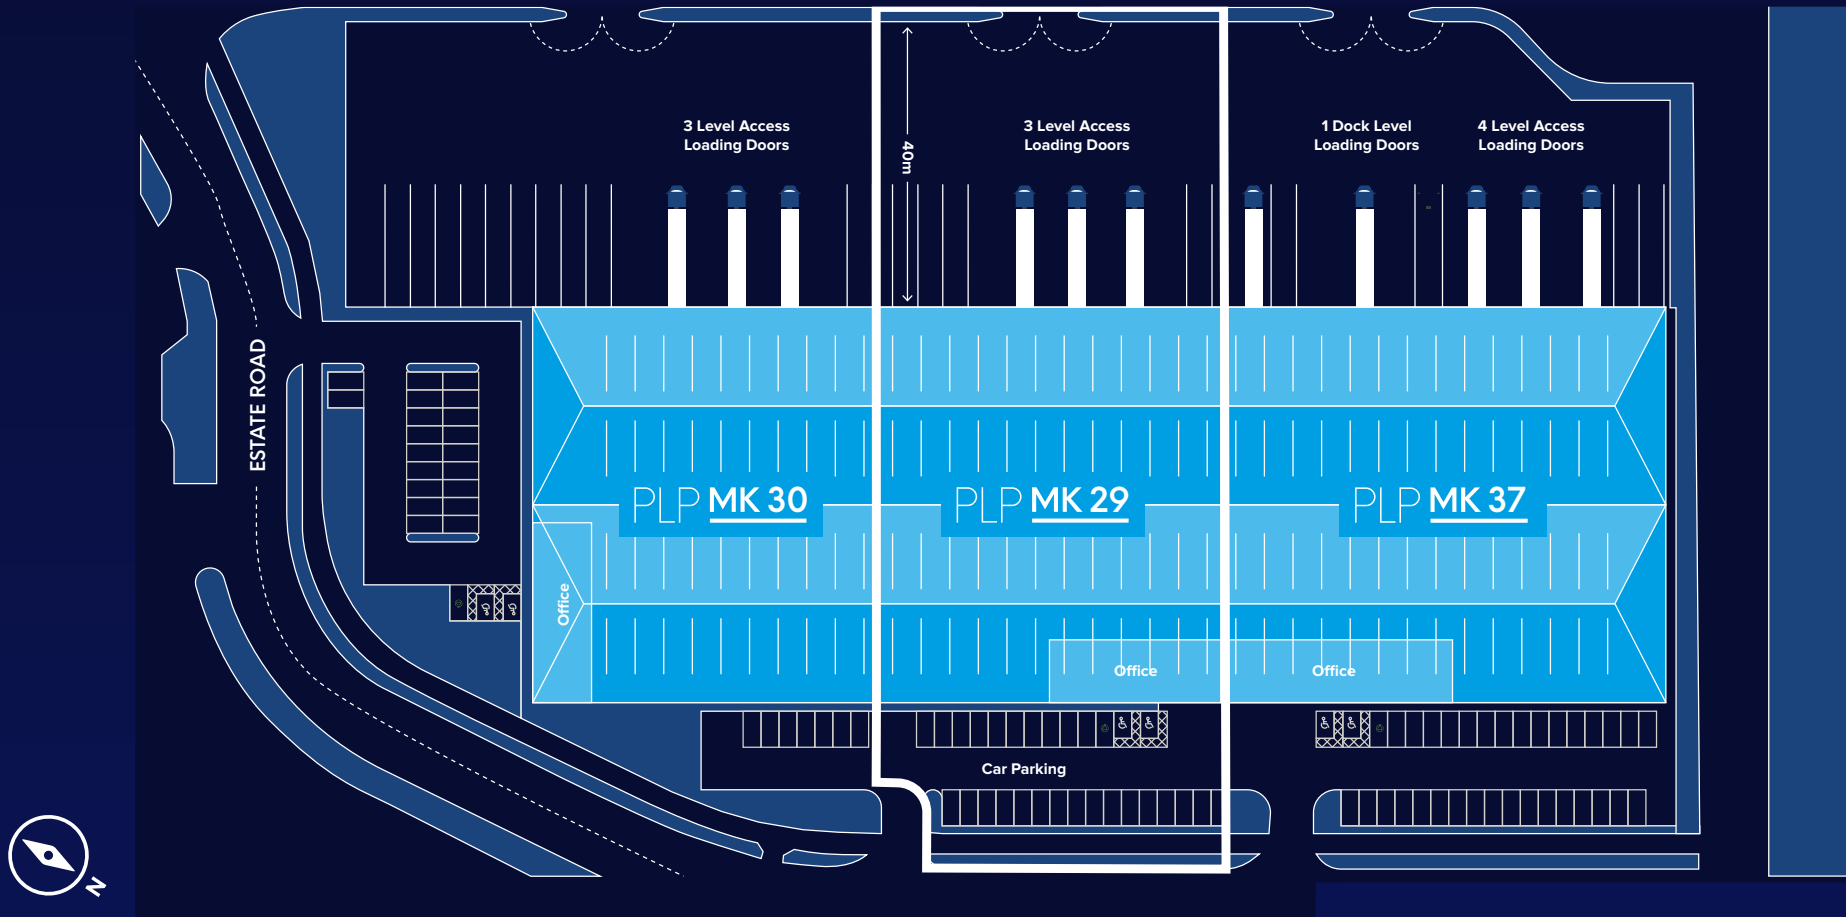 3 Level Access
Loading Doors
3 Level Access
Loading Doors
1 Dock Level
Loading Doors
4 Level Access
Loading Doors
40m
ESTATE ROAD
PLP MK 30
PLP MK 29
PLP MK 37
Office
Office
Office
Car Parking
N